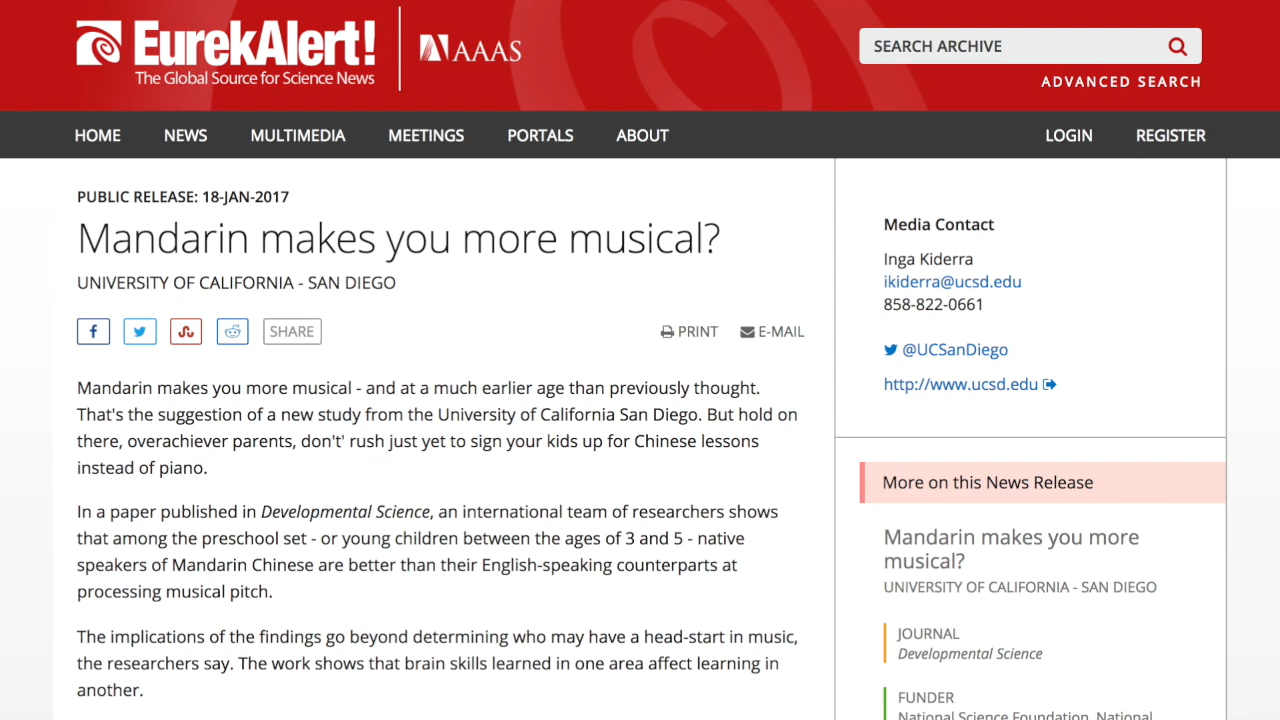 EurekAlert!
The Global Source for Science News
AAAS
SEARCH ARCHIVE
ADVANCED SEARCH
HOME NEWS MULTIMEDIA MEETINGS PORTALS ABOUT LOGIN REGISTER
PUBLIC RELEASE: 18-JAN-2017
Mandarin makes you more musical?
UNIVERSITY OF CALIFORNIA - SAN DIEGO
SHARE
PRINT E-MAIL
Mandarin makes you more musical - and at a much earlier age than previously thought.
That's the suggestion of a new study from the University of California San Diego. But hold on
there, overachiever parents, don't' rush just yet to sign your kids up for Chinese lessons
instead of piano.
In a paper published in Developmental Science, an international team of researchers shows
that among the preschool set - or young children between the ages of 3 and 5 - native
speakers of Mandarin Chinese are better than their English-speaking counterparts at
processing musical pitch.
The implications of the findings go beyond determining who may have a head-start in music,
the researchers say. The work shows that brain skills learned in one area affect learning in
another.
Media Contact
Inga Kiderra
ikiderra@ucsd.edu
858-822-0661
@UCSanDiego
http://www.ucsd.edu
More on this News Release
Mandarin makes you more
musical?
UNIVERSITY OF CALIFORNIA - SAN DIEGO
JOURNAL
Developmental Science
FUNDER
National Science Foundation, National